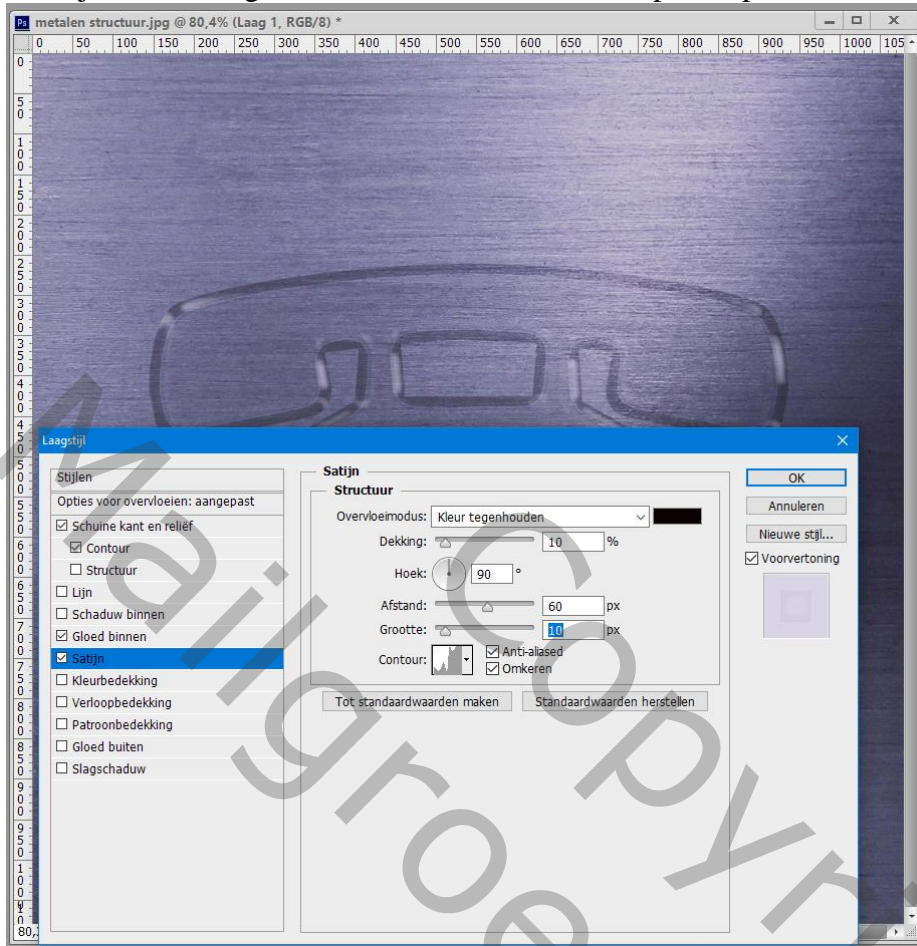 metalen structuur.jpg @ 80,4% (Laag 1, RGB/8) *
0 50 100 150 200 250 300 350 400 450 500 550 600 650 700 750 800 850 900 950 1000 105
Laagstijl
Stijlen
Opties voor overvloeien: aangepast
Schuine kant en reliëf
Contour
Structuur
Lijn
Schaduw binnen
Gloed binnen
Satijn
Kleurbedekking
Verloopbedekking
Patroonbedekking
Gloed buiten
Slagschaduw
Satijn
Structuur
Overvloeimodus: Kleur tegenhouden
Dekking: 10 %
Hoek: 90 °
Afstand: 60 px
Grootte: 10 px
Contour: Anti-aliased
Omkeren
Tot standaardwaarden maken Standaardwaarden herstellen
OK
Annuleren
Nieuwe stijl...
Voorvertoning